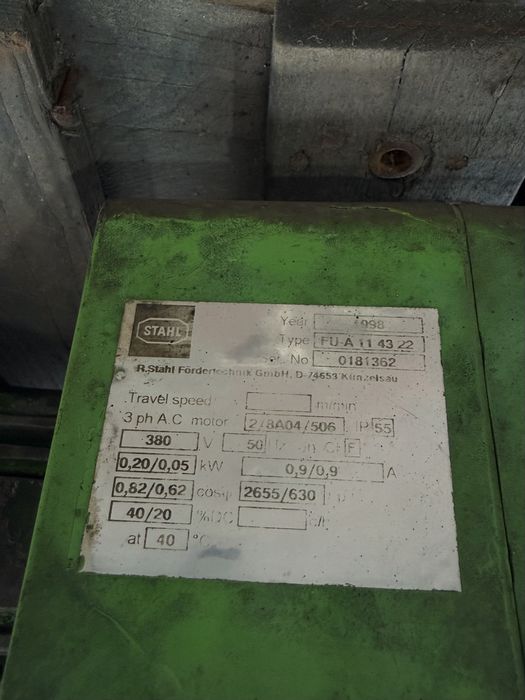 STAHL
Year 1998
Type FU-A 11 43 22
No 0181362
R.Stahl Fördertechnik GmbH, D-74653 Künzelsau
Travel speed m/min
3 ph A.C motor 2/8A04/506 IP 55
380 V 50 Hz F
0,20/0,05 kW 0,9/0,9 A
0,82/0,62 cosφ 2655/630
40/20 %DC c/h
at 40 °C